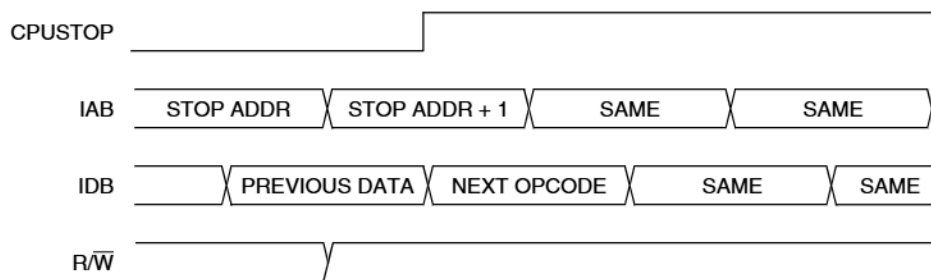 CPUSTOP
IAB STOP ADDR STOP ADDR + 1 SAME SAME
IDB PREVIOUS DATA NEXT OPCODE SAME SAME
R/W̅